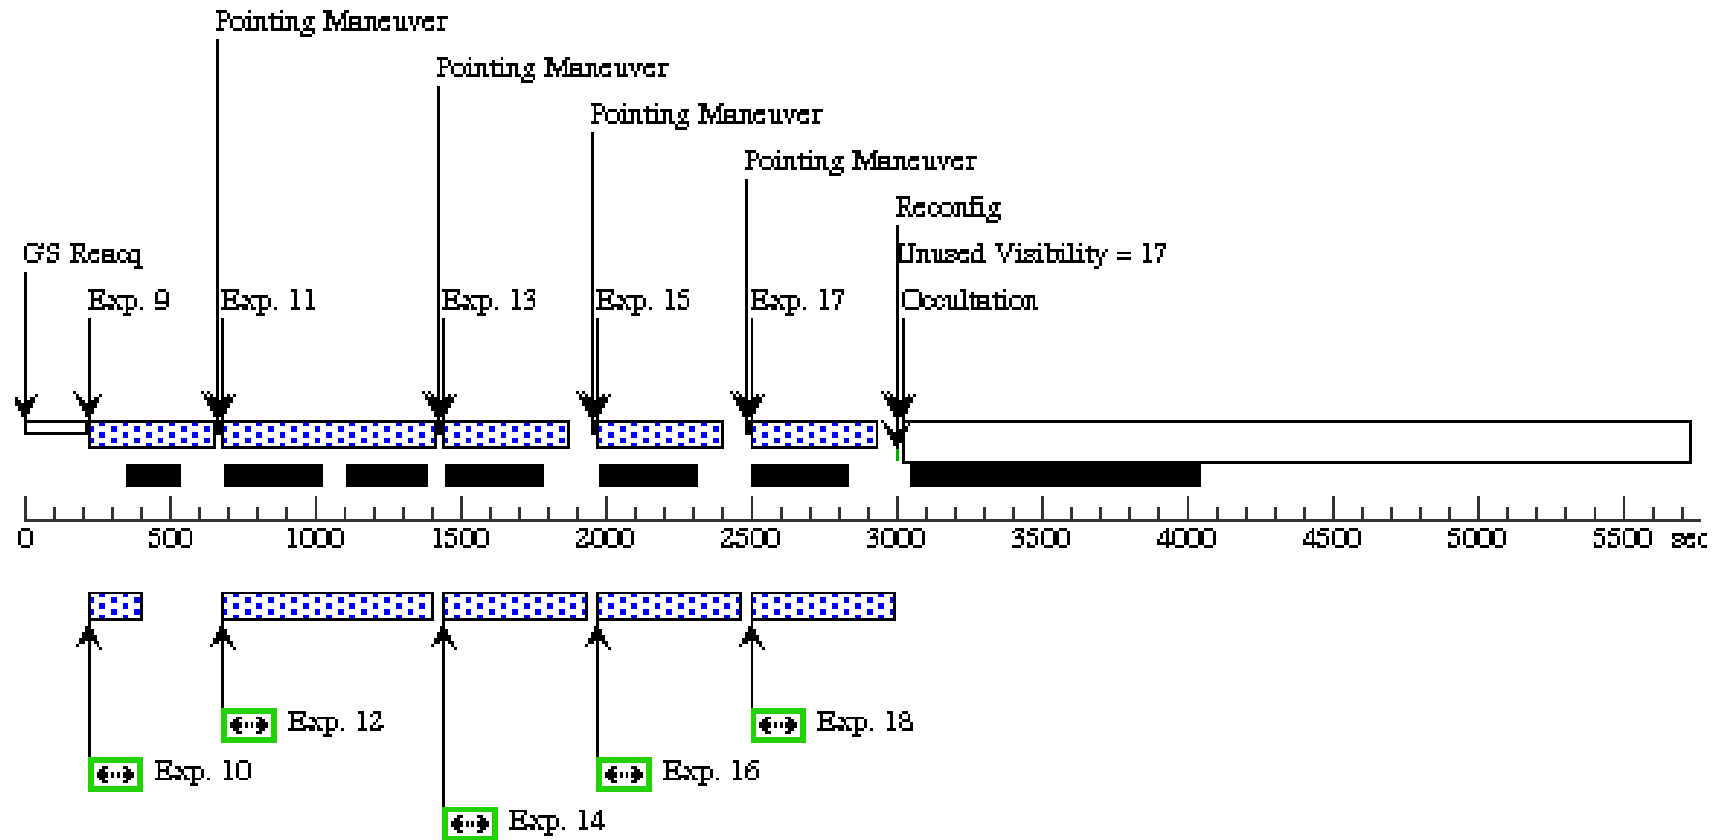 Pointing Maneuver
Pointing Maneuver
Pointing Maneuver
Pointing Maneuver
Reconfig
GS Reacq
Unused Visibility = 17
Exp. 9
Exp. 11
Exp. 13
Exp. 15
Exp. 17
Occultation
0
500
1000
1500
2000
2500
3000
3500
4000
4500
5000
5500
sec
Exp. 12
Exp. 18
Exp. 10
Exp. 16
Exp. 14